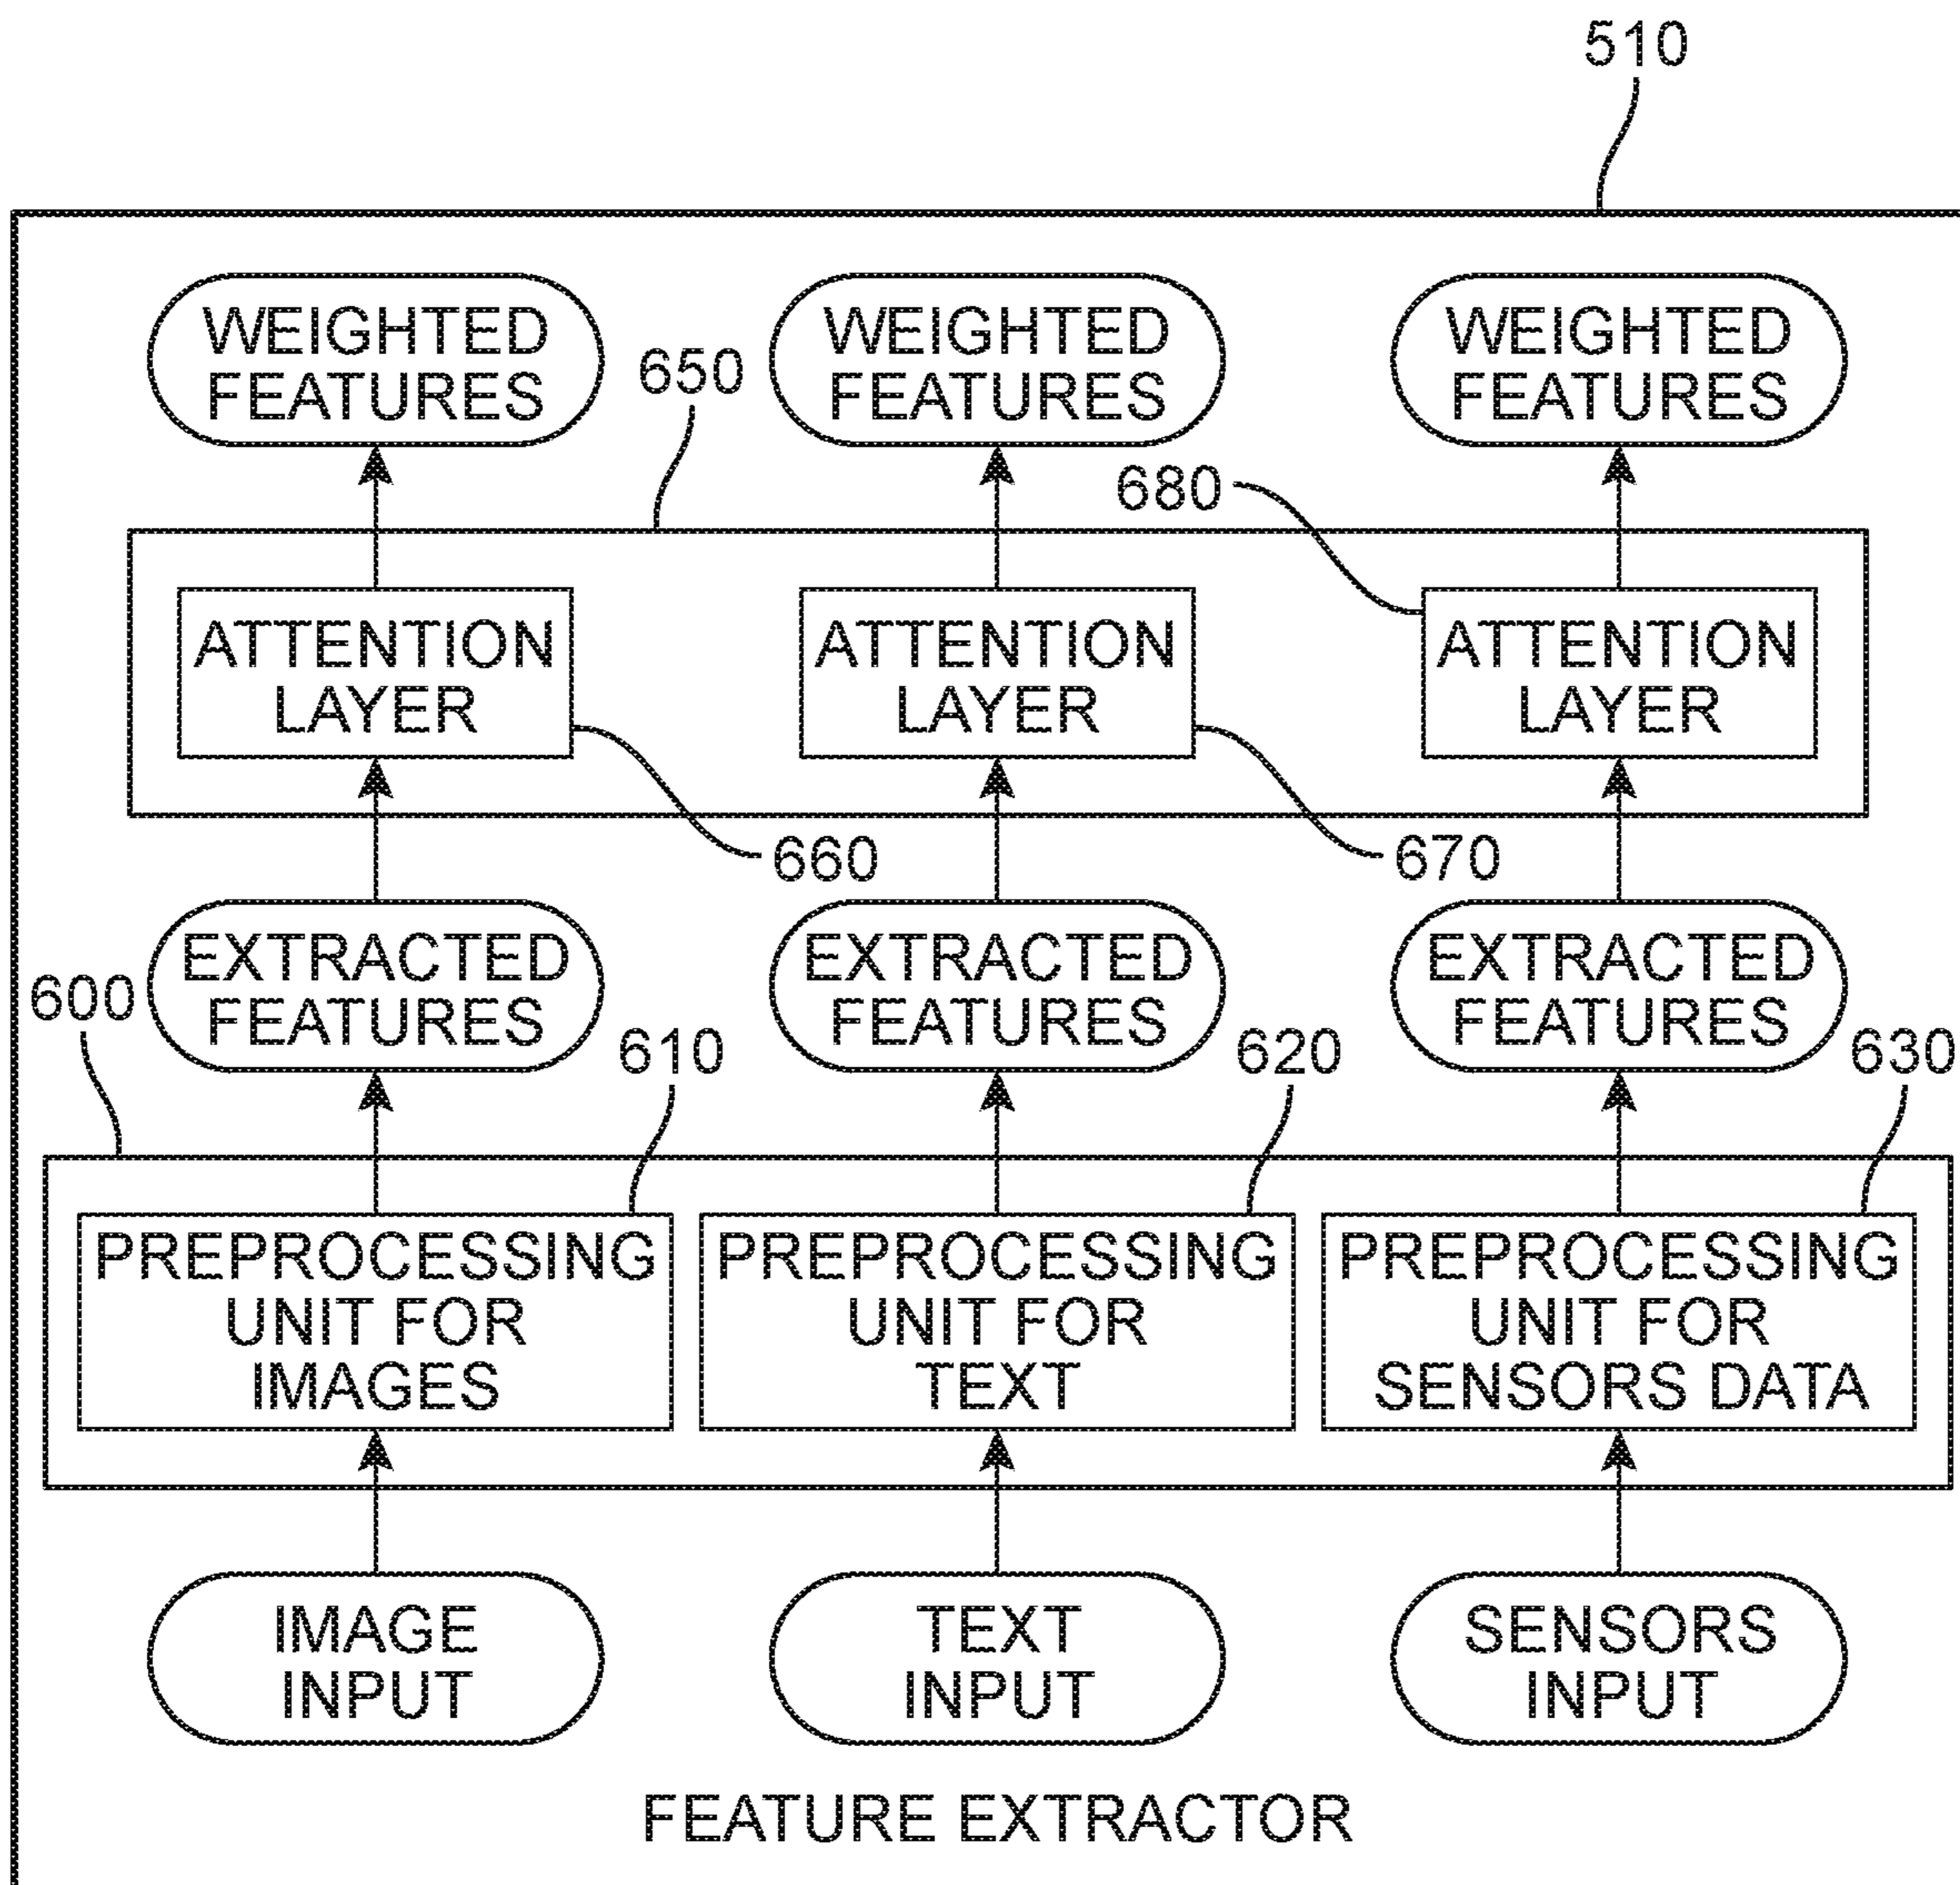 510
WEIGHTED
FEATURES
WEIGHTED
FEATURES
WEIGHTED
FEATURES
650
680
ATTENTION
LAYER
ATTENTION
LAYER
ATTENTION
LAYER
660
670
EXTRACTED
FEATURES
EXTRACTED
FEATURES
EXTRACTED
FEATURES
600
610
620
630
PREPROCESSING
UNIT FOR
IMAGES
PREPROCESSING
UNIT FOR
TEXT
PREPROCESSING
UNIT FOR
SENSORS DATA
IMAGE
INPUT
TEXT
INPUT
SENSORS
INPUT
FEATURE EXTRACTOR